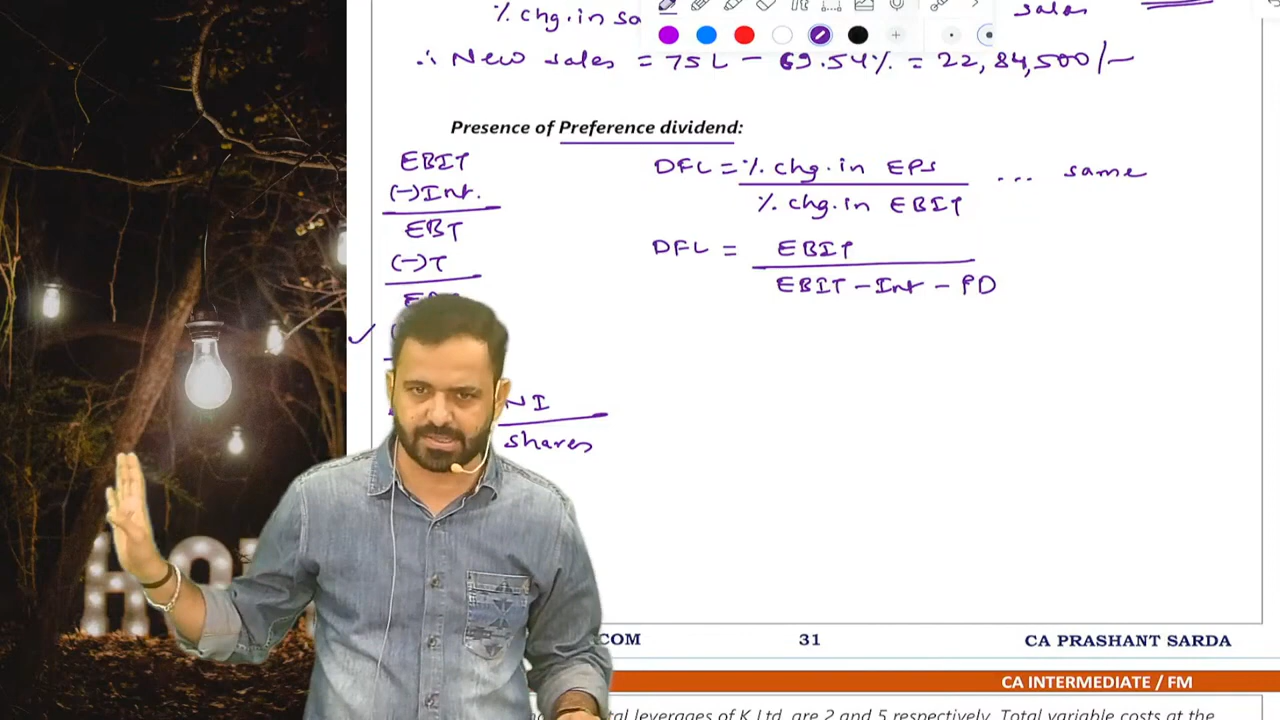 % chg. in sa
sales
∴ New sales = 75L - 69.54% = 22,84,500/-
Presence of Preference dividend:
EBIT
(-) Int.
EBT
(-) T
DFL = % chg. in EPS / % chg. in EBIT ... same
DFL = EBIT / EBIT - Int - PD
NI
shares
COM
31
CA PRASHANT SARDA
CA INTERMEDIATE / FM
tal leverages of K Ltd. are 2 and 5 respectively. Total variable costs at the